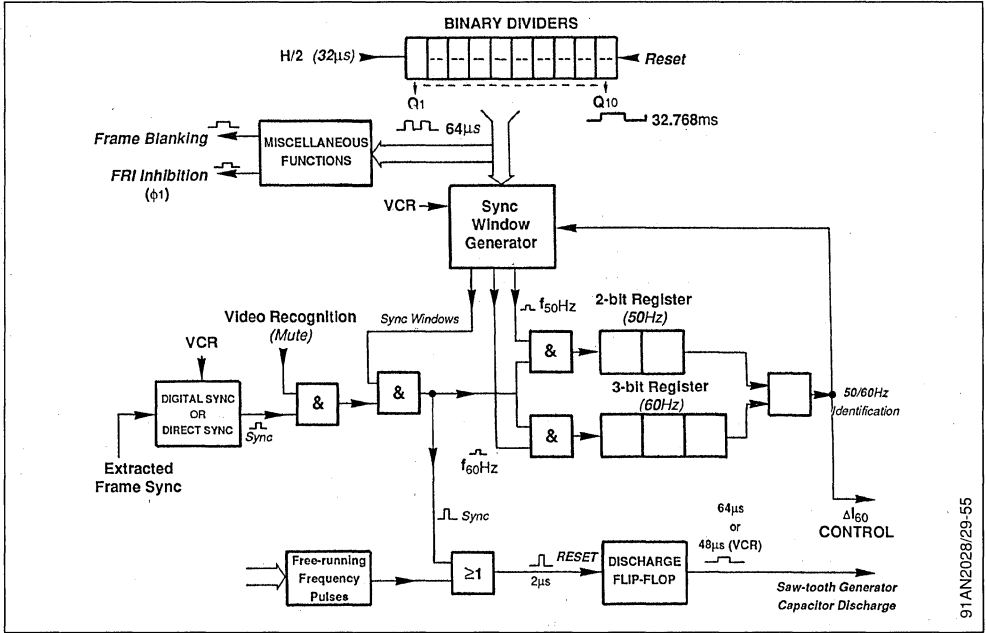 BINARY DIVIDERS
H/2 (32µs)
Reset
Q1
Q10
64µs
32.768ms
Frame Blanking
MISCELLANEOUS
FUNCTIONS
FRI Inhibition
(ϕ1)
VCR
Sync
Window
Generator
f50Hz
2-bit Register
(50Hz)
Video Recognition
(Mute)
Sync Windows
VCR
&
DIGITAL SYNC
OR
DIRECT SYNC
&
&
3-bit Register
(60Hz)
50/60Hz
Identification
Sync
&
Extracted
Frame Sync
f60Hz
Sync
64µs
or
48µs (VCR)
ΔI60
CONTROL
Free-running
Frequency
Pulses
≥1
2µs
RESET
DISCHARGE
FLIP-FLOP
Saw-tooth Generator
Capacitor Discharge
91AN2028/29-55